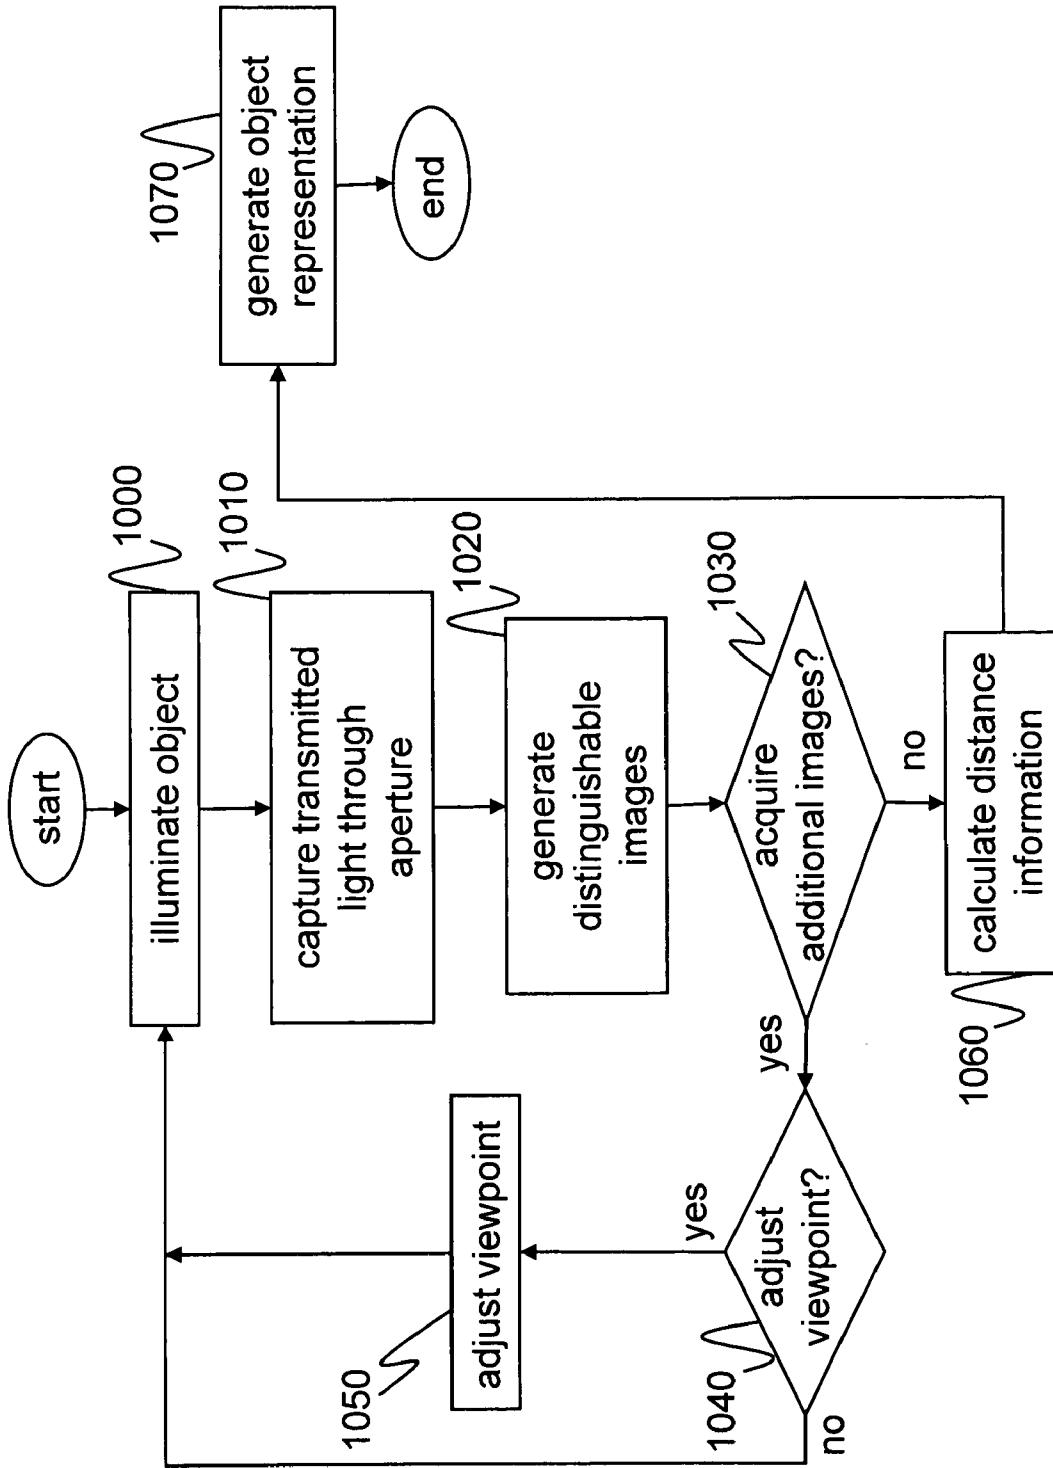 start
illuminate object
1000
capture transmitted
light through
aperture
1010
generate
distinguishable
images
1020
acquire
additional images?
1030
yes
no
adjust
viewpoint?
1040
yes
no
adjust viewpoint
1050
calculate distance
information
1060
generate object
representation
1070
end